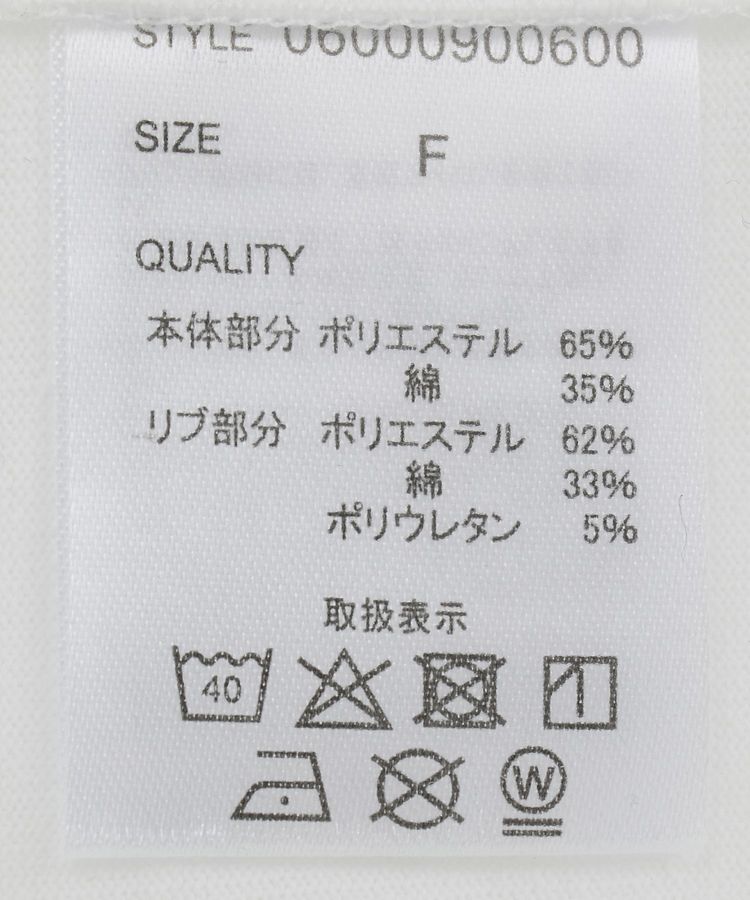 STYLE 06000900600
SIZE F
QUALITY
本体部分 ポリエステル 65%
綿 35%
リブ部分 ポリエステル 62%
綿 33%
ポリウレタン 5%
取扱表示
40
W